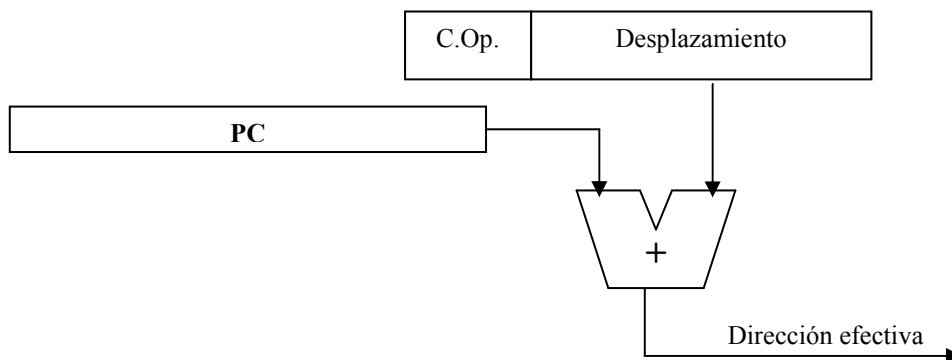 C.Op. Desplazamiento
PC
+
Dirección efectiva